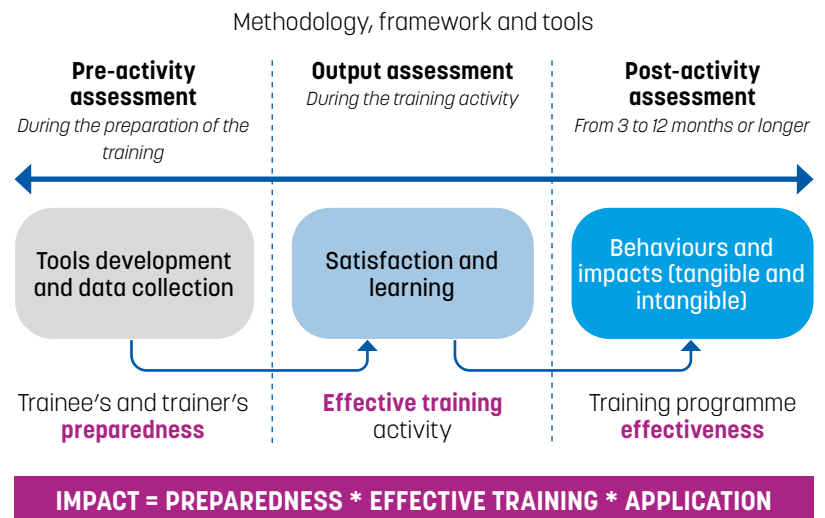 Methodology, framework and tools
Pre-activity
assessment
During the preparation of the
training
Output assessment
During the training activity
Post-activity
assessment
From 3 to 12 months or longer
Tools development
and data collection
Satisfaction and
learning
Behaviours and
impacts (tangible and
intangible)
Trainee's and trainer's
preparedness
Effective training
activity
Training programme
effectiveness
IMPACT = PREPAREDNESS * EFFECTIVE TRAINING * APPLICATION